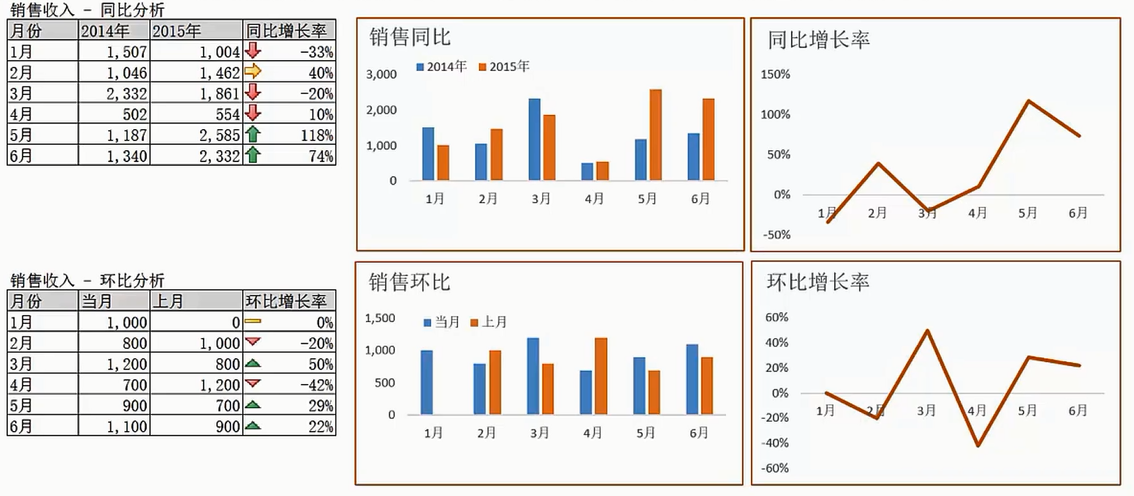 销售收入 - 同比分析
月份 2014年 2015年 同比增长率
1月 1,507 1,004 -33%
2月 1,046 1,462 40%
3月 2,332 1,861 -20%
4月 502 554 10%
5月 1,187 2,585 118%
6月 1,340 2,332 74%
销售同比
2014年 2015年
3,000
2,000
1,000
0
1月 2月 3月 4月 5月 6月
同比增长率
150%
100%
50%
0%
1月 2月 3月 4月 5月 6月
-50%
销售收入 - 环比分析
月份 当月 上月 环比增长率
1月 1,000 0 0%
2月 800 1,000 -20%
3月 1,200 800 50%
4月 700 1,200 -42%
5月 900 700 29%
6月 1,100 900 22%
销售环比
当月 上月
1,500
1,000
500
0
1月 2月 3月 4月 5月 6月
环比增长率
60%
40%
20%
0%
1月 2月 3月 4月 5月 6月
-20%
-40%
-60%